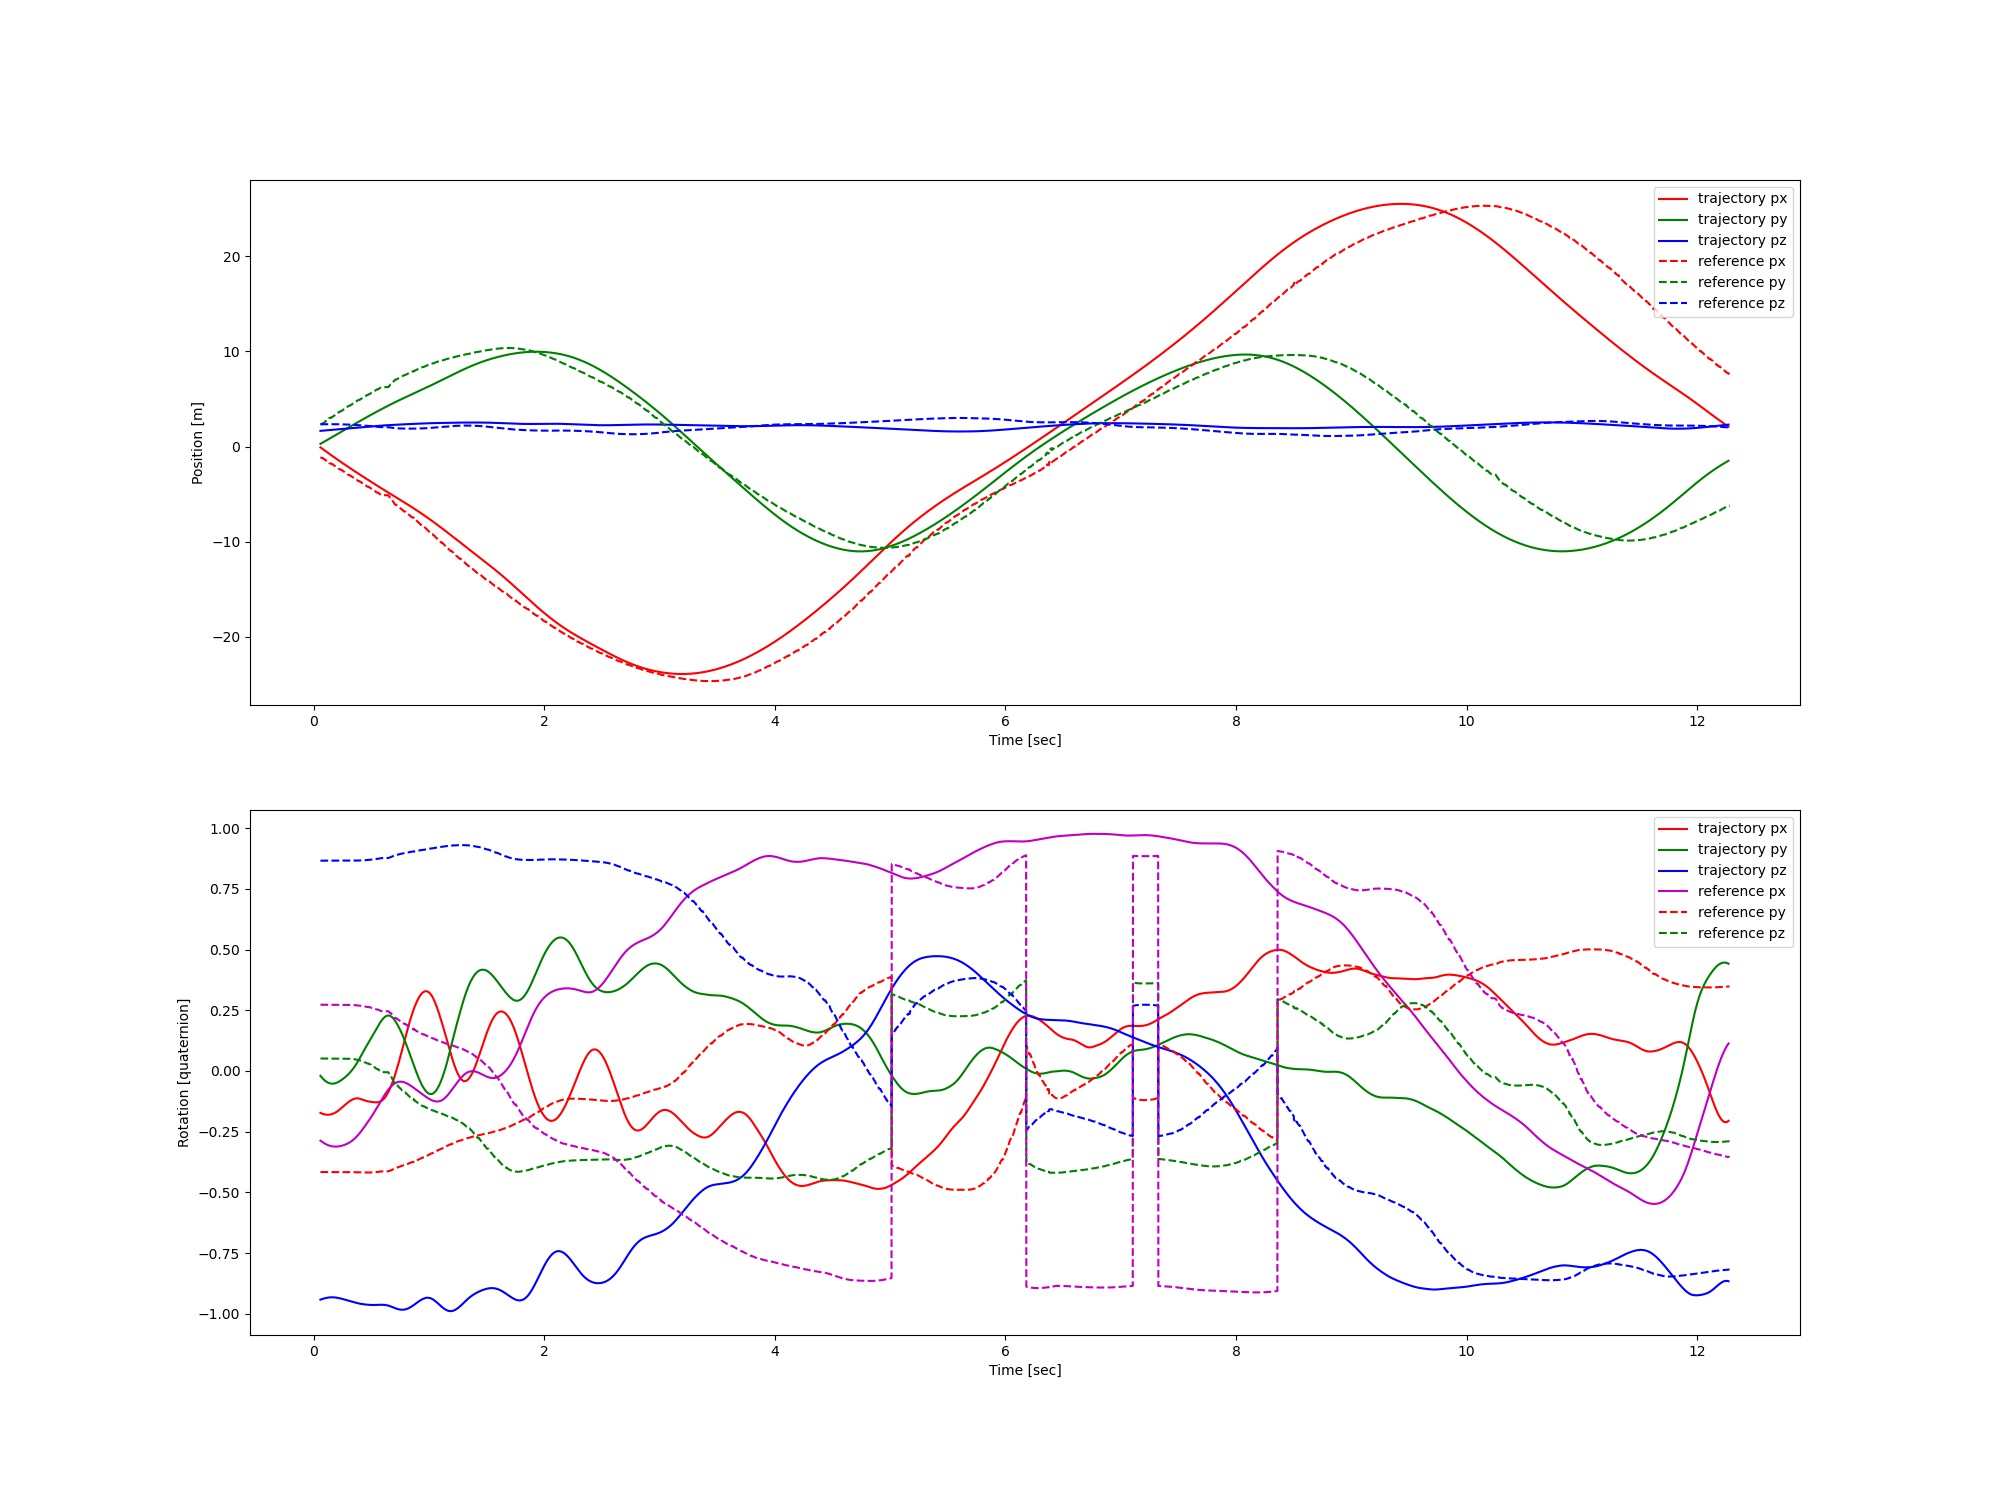 20
10
0
−10
−20
Position [m]
trajectory px
trajectory py
trajectory pz
reference px
reference py
reference pz
0 2 4 6 8 10 12
Time [sec]
1.00
0.75
0.50
0.25
0.00
−0.25
−0.50
−0.75
−1.00
Rotation [quaternion]
trajectory px
trajectory py
trajectory pz
reference px
reference py
reference pz
0 2 4 6 8 10 12
Time [sec]